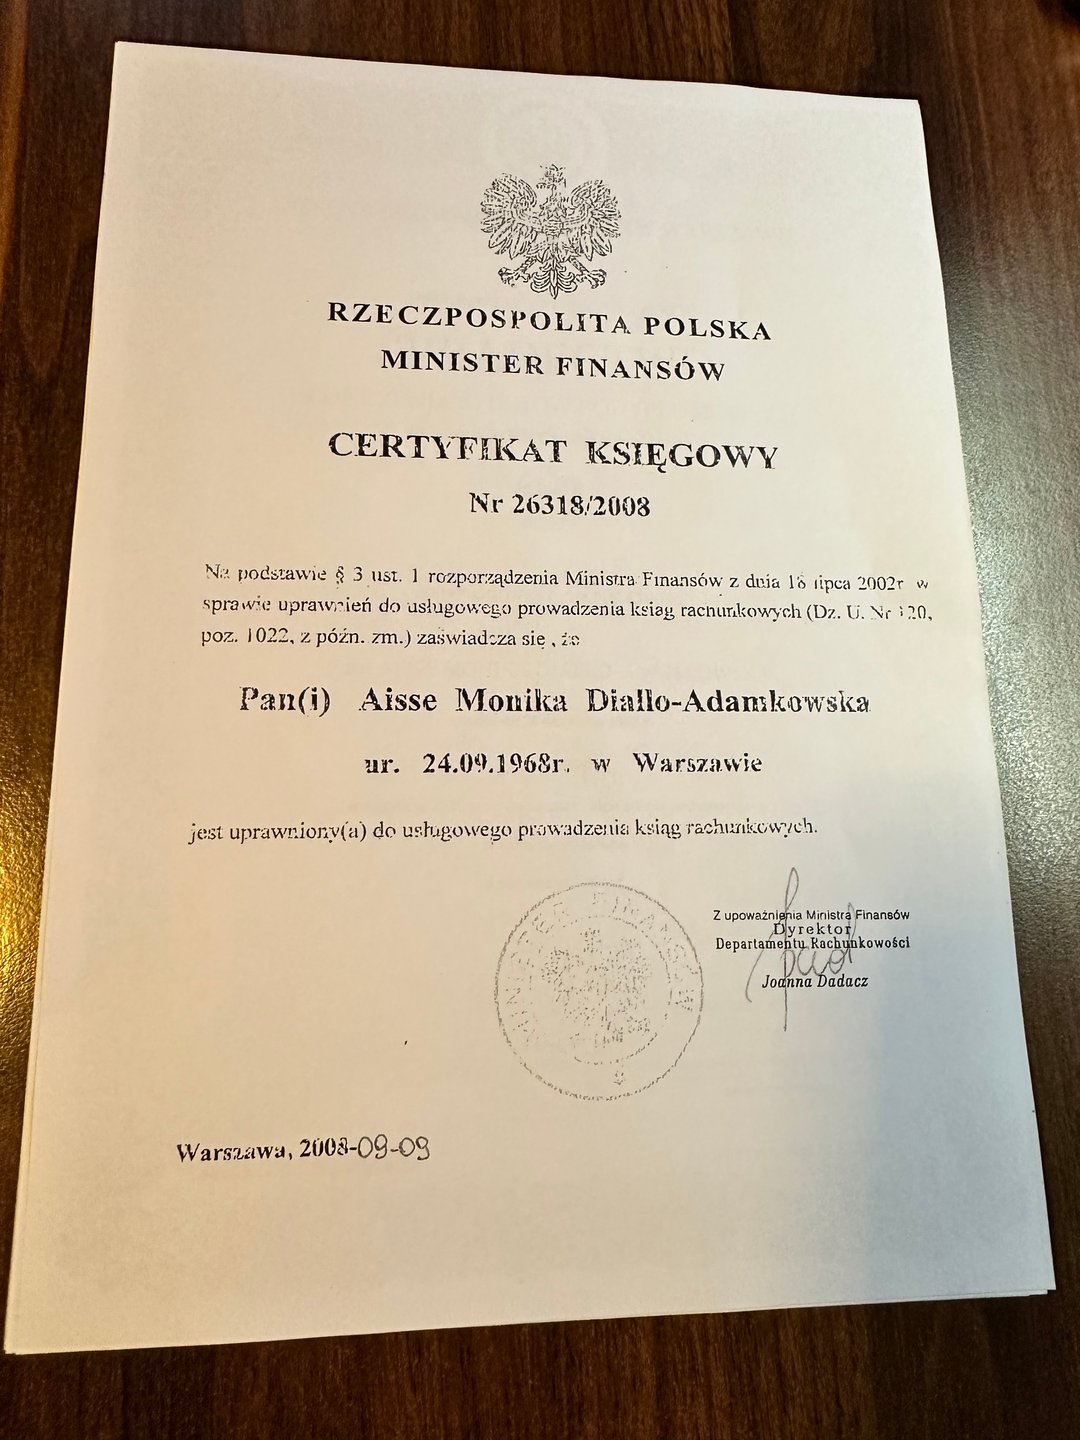 RZECZPOSPOLITA POLSKA
MINISTER FINANSÓW
CERTYFIKAT KSIĘGOWY
Nr 26318/2008
Na podstawie § 3 ust. 1 rozporządzenia Ministra Finansów z dnia 18 lipca 2002r w
sprawie uprawnień do usługowego prowadzenia ksiąg rachunkowych (Dz. U. Nr 120,
poz. 1022, z późn. zm.) zaświadcza się , że
Pan(i) Aisse Monika Diallo-Adamkowska
ur. 24.09.1968r. w Warszawie
jest uprawniony(a) do usługowego prowadzenia ksiąg rachunkowych.
MINISTER FINANSÓW
Z upoważnienia Ministra Finansów
Dyrektor
Departamentu Rachunkowości
Joanna Dadacz
Warszawa, 2008-09-09